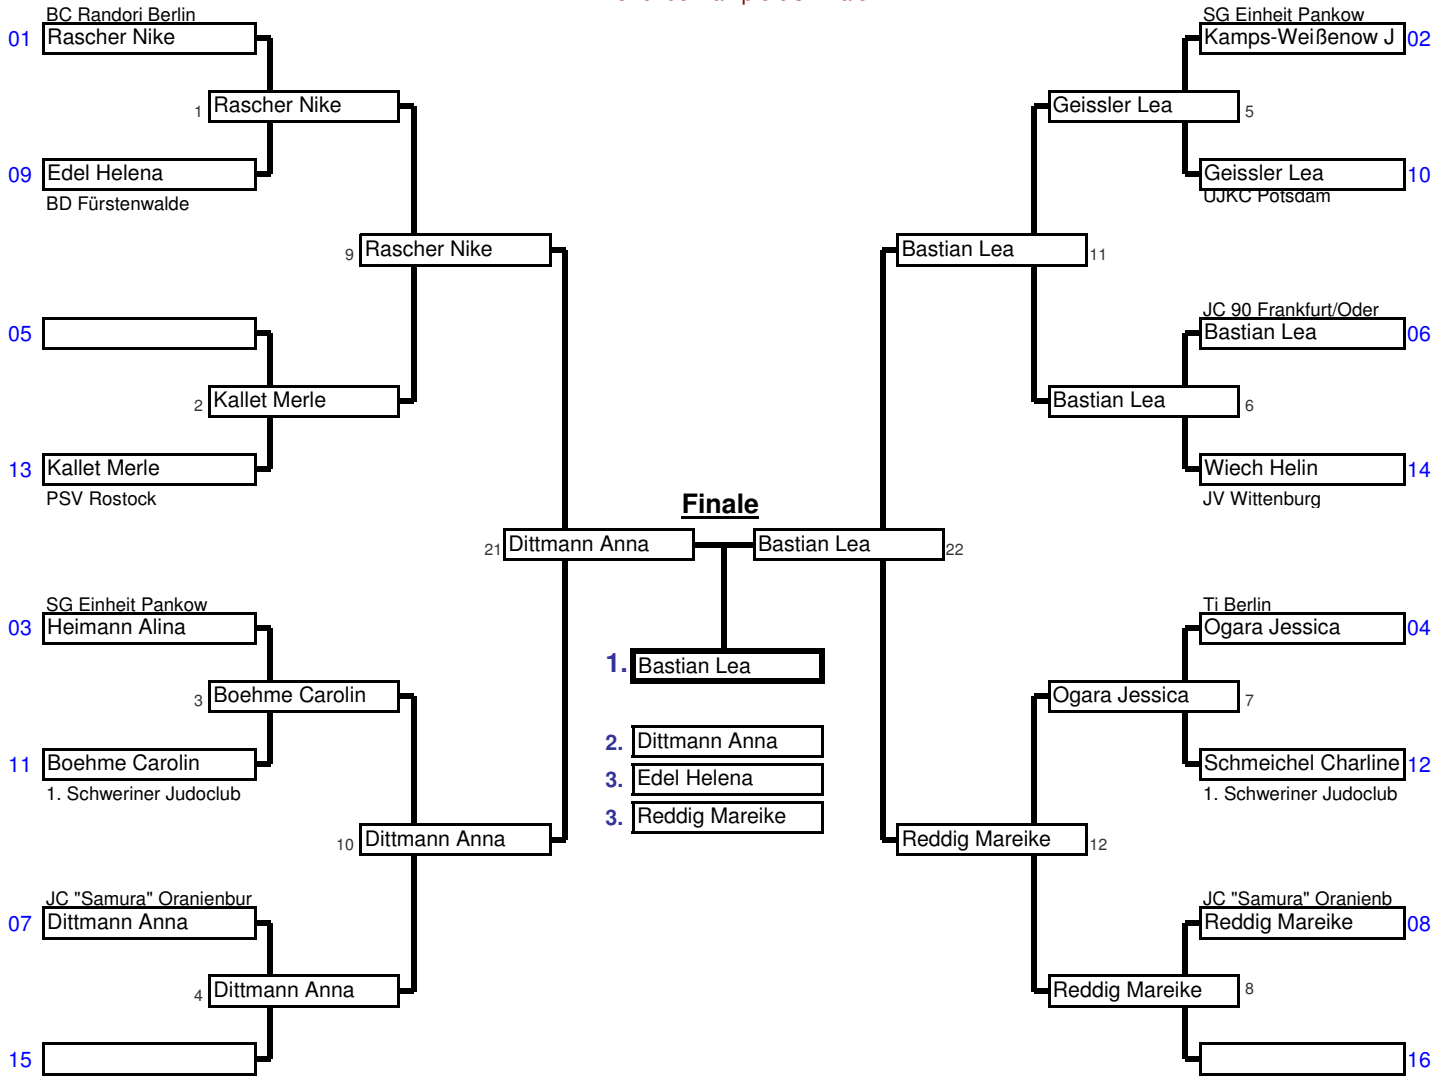 BC Randori Berlin
01 Rascher Nike
1 Rascher Nike
09 Edel Helena
BD Fürstenwalde
9 Rascher Nike
05
2 Kallet Merle
13 Kallet Merle
PSV Rostock
21 Dittmann Anna
SG Einheit Pankow
03 Heimann Alina
3 Boehme Carolin
11 Boehme Carolin
1. Schweriner Judoclub
10 Dittmann Anna
JC "Samura" Oranienbur
07 Dittmann Anna
4 Dittmann Anna
15
Finale
1. Bastian Lea
2. Dittmann Anna
3. Edel Helena
3. Reddig Mareike
SG Einheit Pankow
Kamps-Weißenow J 02
Geissler Lea 5
Geissler Lea 10
UJKC Potsdam
Bastian Lea 11
JC 90 Frankfurt/Oder
Bastian Lea 06
Bastian Lea 6
Wiech Helin 14
JV Wittenburg
Bastian Lea 22
Ti Berlin
Ogara Jessica 04
Ogara Jessica 7
Schmeichel Charline 12
1. Schweriner Judoclub
Reddig Mareike 12
JC "Samura" Oranienb
Reddig Mareike 08
Reddig Mareike 8
16